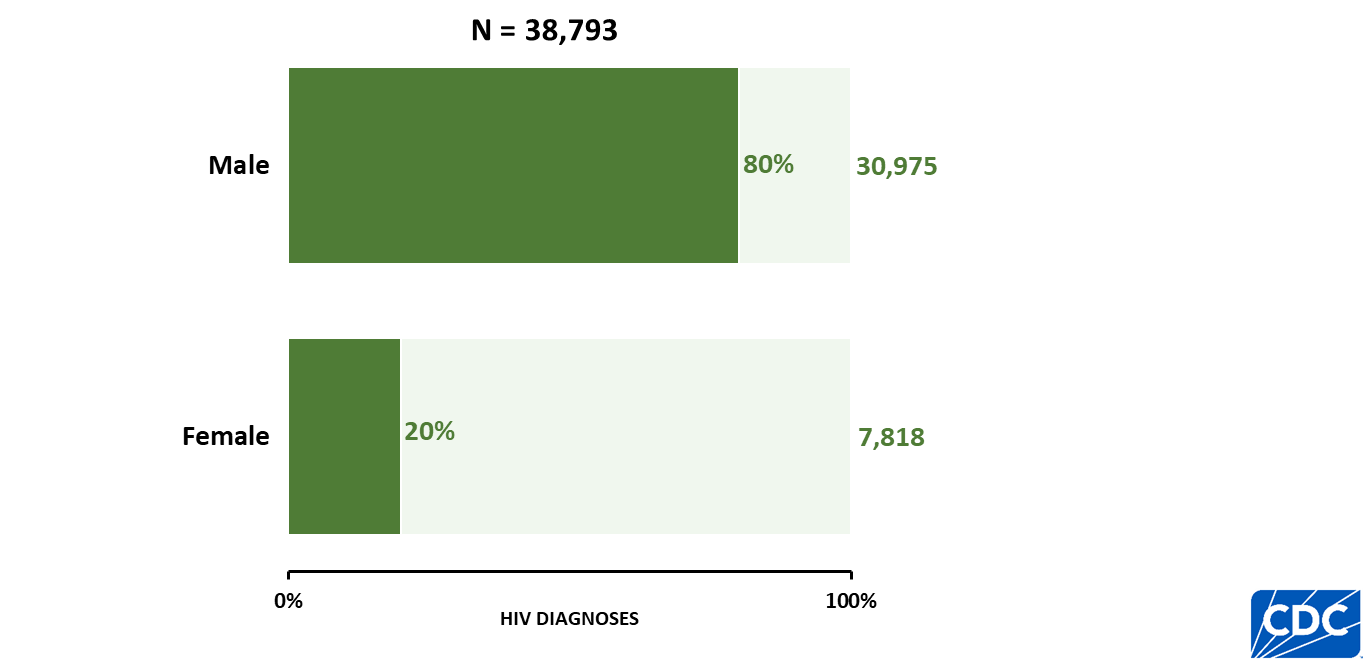 N = 38,793
Male
80%
30,975
Female
20%
7,818
0%
100%
HIV DIAGNOSES
CDC